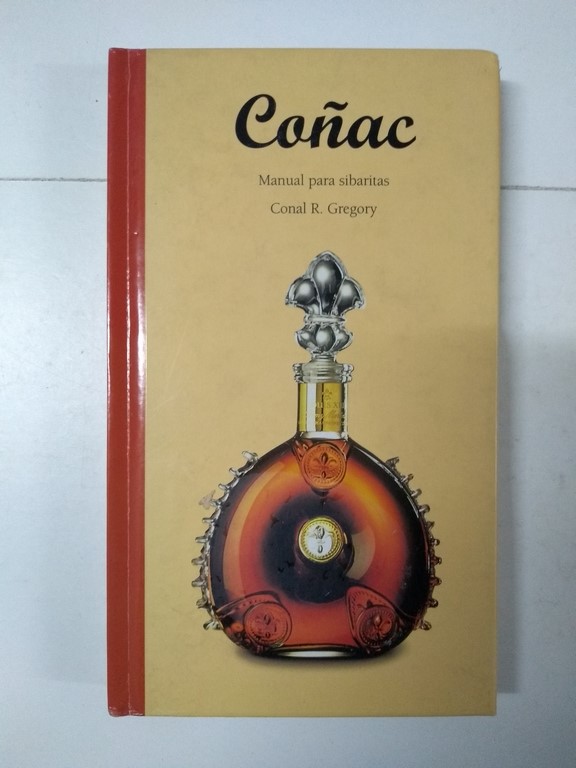 Coñac
Manual para sibaritas
Conal R. Gregory